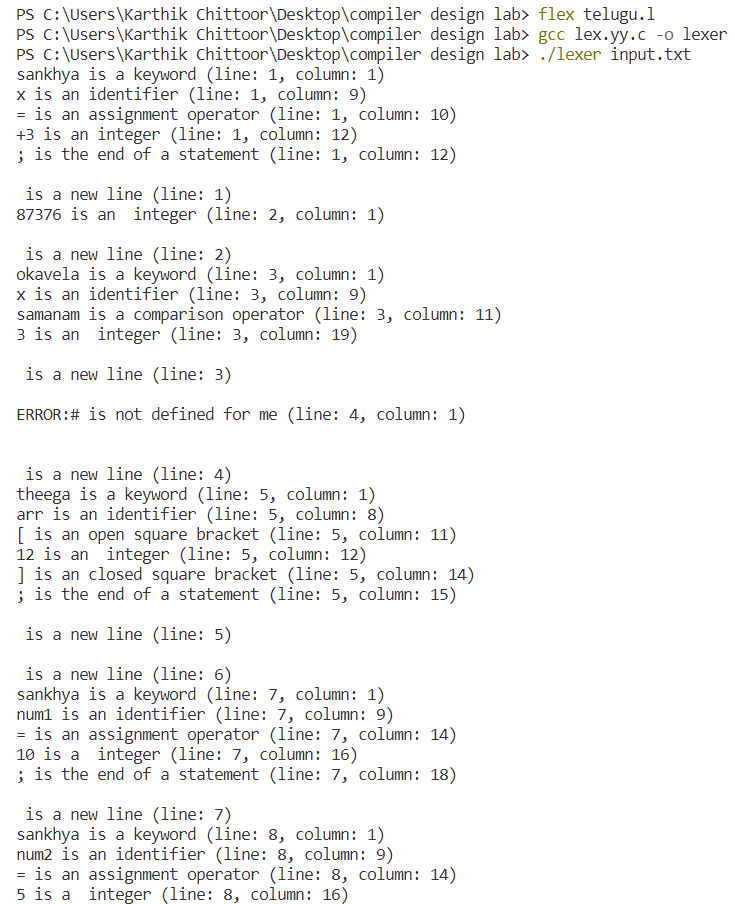 PS C:\Users\Karthik Chittoor\Desktop\compiler design lab> flex telugu.l
PS C:\Users\Karthik Chittoor\Desktop\compiler design lab> gcc lex.yy.c -o lexer
PS C:\Users\Karthik Chittoor\Desktop\compiler design lab> ./lexer input.txt
sankhya is a keyword (line: 1, column: 1)
x is an identifier (line: 1, column: 9)
= is an assignment operator (line: 1, column: 10)
+3 is an integer (line: 1, column: 12)
; is the end of a statement (line: 1, column: 12)
 is a new line (line: 1)
87376 is an  integer (line: 2, column: 1)
 is a new line (line: 2)
okavela is a keyword (line: 3, column: 1)
x is an identifier (line: 3, column: 9)
samanam is a comparison operator (line: 3, column: 11)
3 is an  integer (line: 3, column: 19)
 is a new line (line: 3)
ERROR:# is not defined for me (line: 4, column: 1)
 is a new line (line: 4)
theega is a keyword (line: 5, column: 1)
arr is an identifier (line: 5, column: 8)
[ is an open square bracket (line: 5, column: 11)
12 is an  integer (line: 5, column: 12)
] is an closed square bracket (line: 5, column: 14)
; is the end of a statement (line: 5, column: 15)
 is a new line (line: 5)
 is a new line (line: 6)
sankhya is a keyword (line: 7, column: 1)
num1 is an identifier (line: 7, column: 9)
= is an assignment operator (line: 7, column: 14)
10 is a  integer (line: 7, column: 16)
; is the end of a statement (line: 7, column: 18)
 is a new line (line: 7)
sankhya is a keyword (line: 8, column: 1)
num2 is an identifier (line: 8, column: 9)
= is an assignment operator (line: 8, column: 14)
5 is a  integer (line: 8, column: 16)